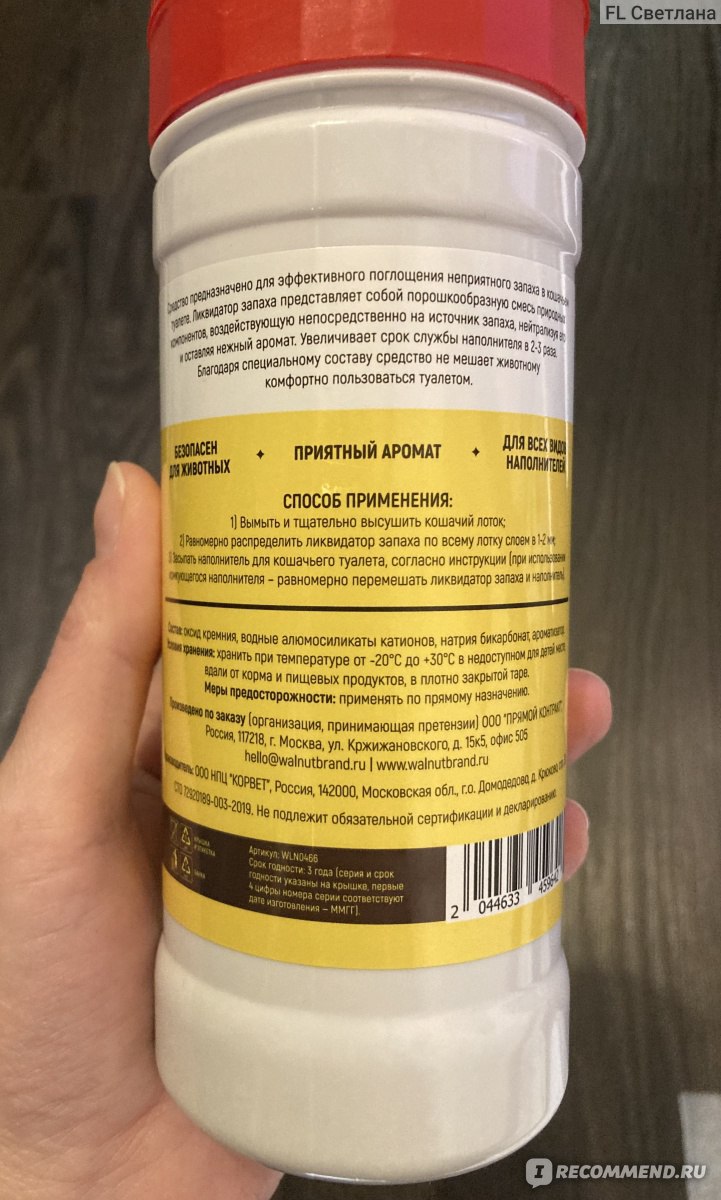 FL Светлана
Средство предназначено для эффективного поглощения неприятного запаха в кошачьем
туалете. Ликвидатор запаха представляет собой порошкообразную смесь природных
компонентов, воздействующую непосредственно на источник запаха, нейтрализуя его
и оставляя нежный аромат. Увеличивает срок службы наполнителя в 2-3 раза.
Благодаря специальному составу средство не мешает животному
комфортно пользоваться туалетом.
БЕЗОПАСЕН
ДЛЯ ЖИВОТНЫХ
ПРИЯТНЫЙ АРОМАТ
ДЛЯ ВСЕХ ВИДОВ
НАПОЛНИТЕЛЕЙ
СПОСОБ ПРИМЕНЕНИЯ:
1) Вымыть и тщательно высушить кошачий лоток;
2) Равномерно распределить ликвидатор запаха по всему лотку слоем в 1-2 мм;
3) Засыпать наполнитель для кошачьего туалета, согласно инструкции (при использовании
комкующегося наполнителя – равномерно перемешать ликвидатор запаха и наполнитель).
Состав: оксид кремния, водные алюмосиликаты катионов, натрия бикарбонат, ароматизатор.
Условия хранения: хранить при температуре от -20°C до +30°C в недоступном для детей месте,
вдали от корма и пищевых продуктов, в плотно закрытой таре.
Меры предосторожности: применять по прямому назначению.
Произведено по заказу (организация, принимающая претензии) ООО "ПРЯМОЙ КОНТРАКТ",
Россия, 117218, г. Москва, ул. Кржижановского, д. 15к5, офис 505
hello@walnutbrand.ru | www.walnutbrand.ru
Производитель: ООО НПЦ "КОРВЕТ", Россия, 142000, Московская обл., г.о. Домодедово, д. Крюково,
СТО 72920189-003-2019. Не подлежит обязательной сертификации и декларированию.
КРЫШКА
И ЭТИКЕТКА
БАНКА
Артикул: WLN0466
Срок годности: 3 года (серия и срок
годности указаны на крышке, первые
4 цифры номера серии соответствуют
дате изготовления – ММГГ).
2 044633
IRECOMMEND.RU